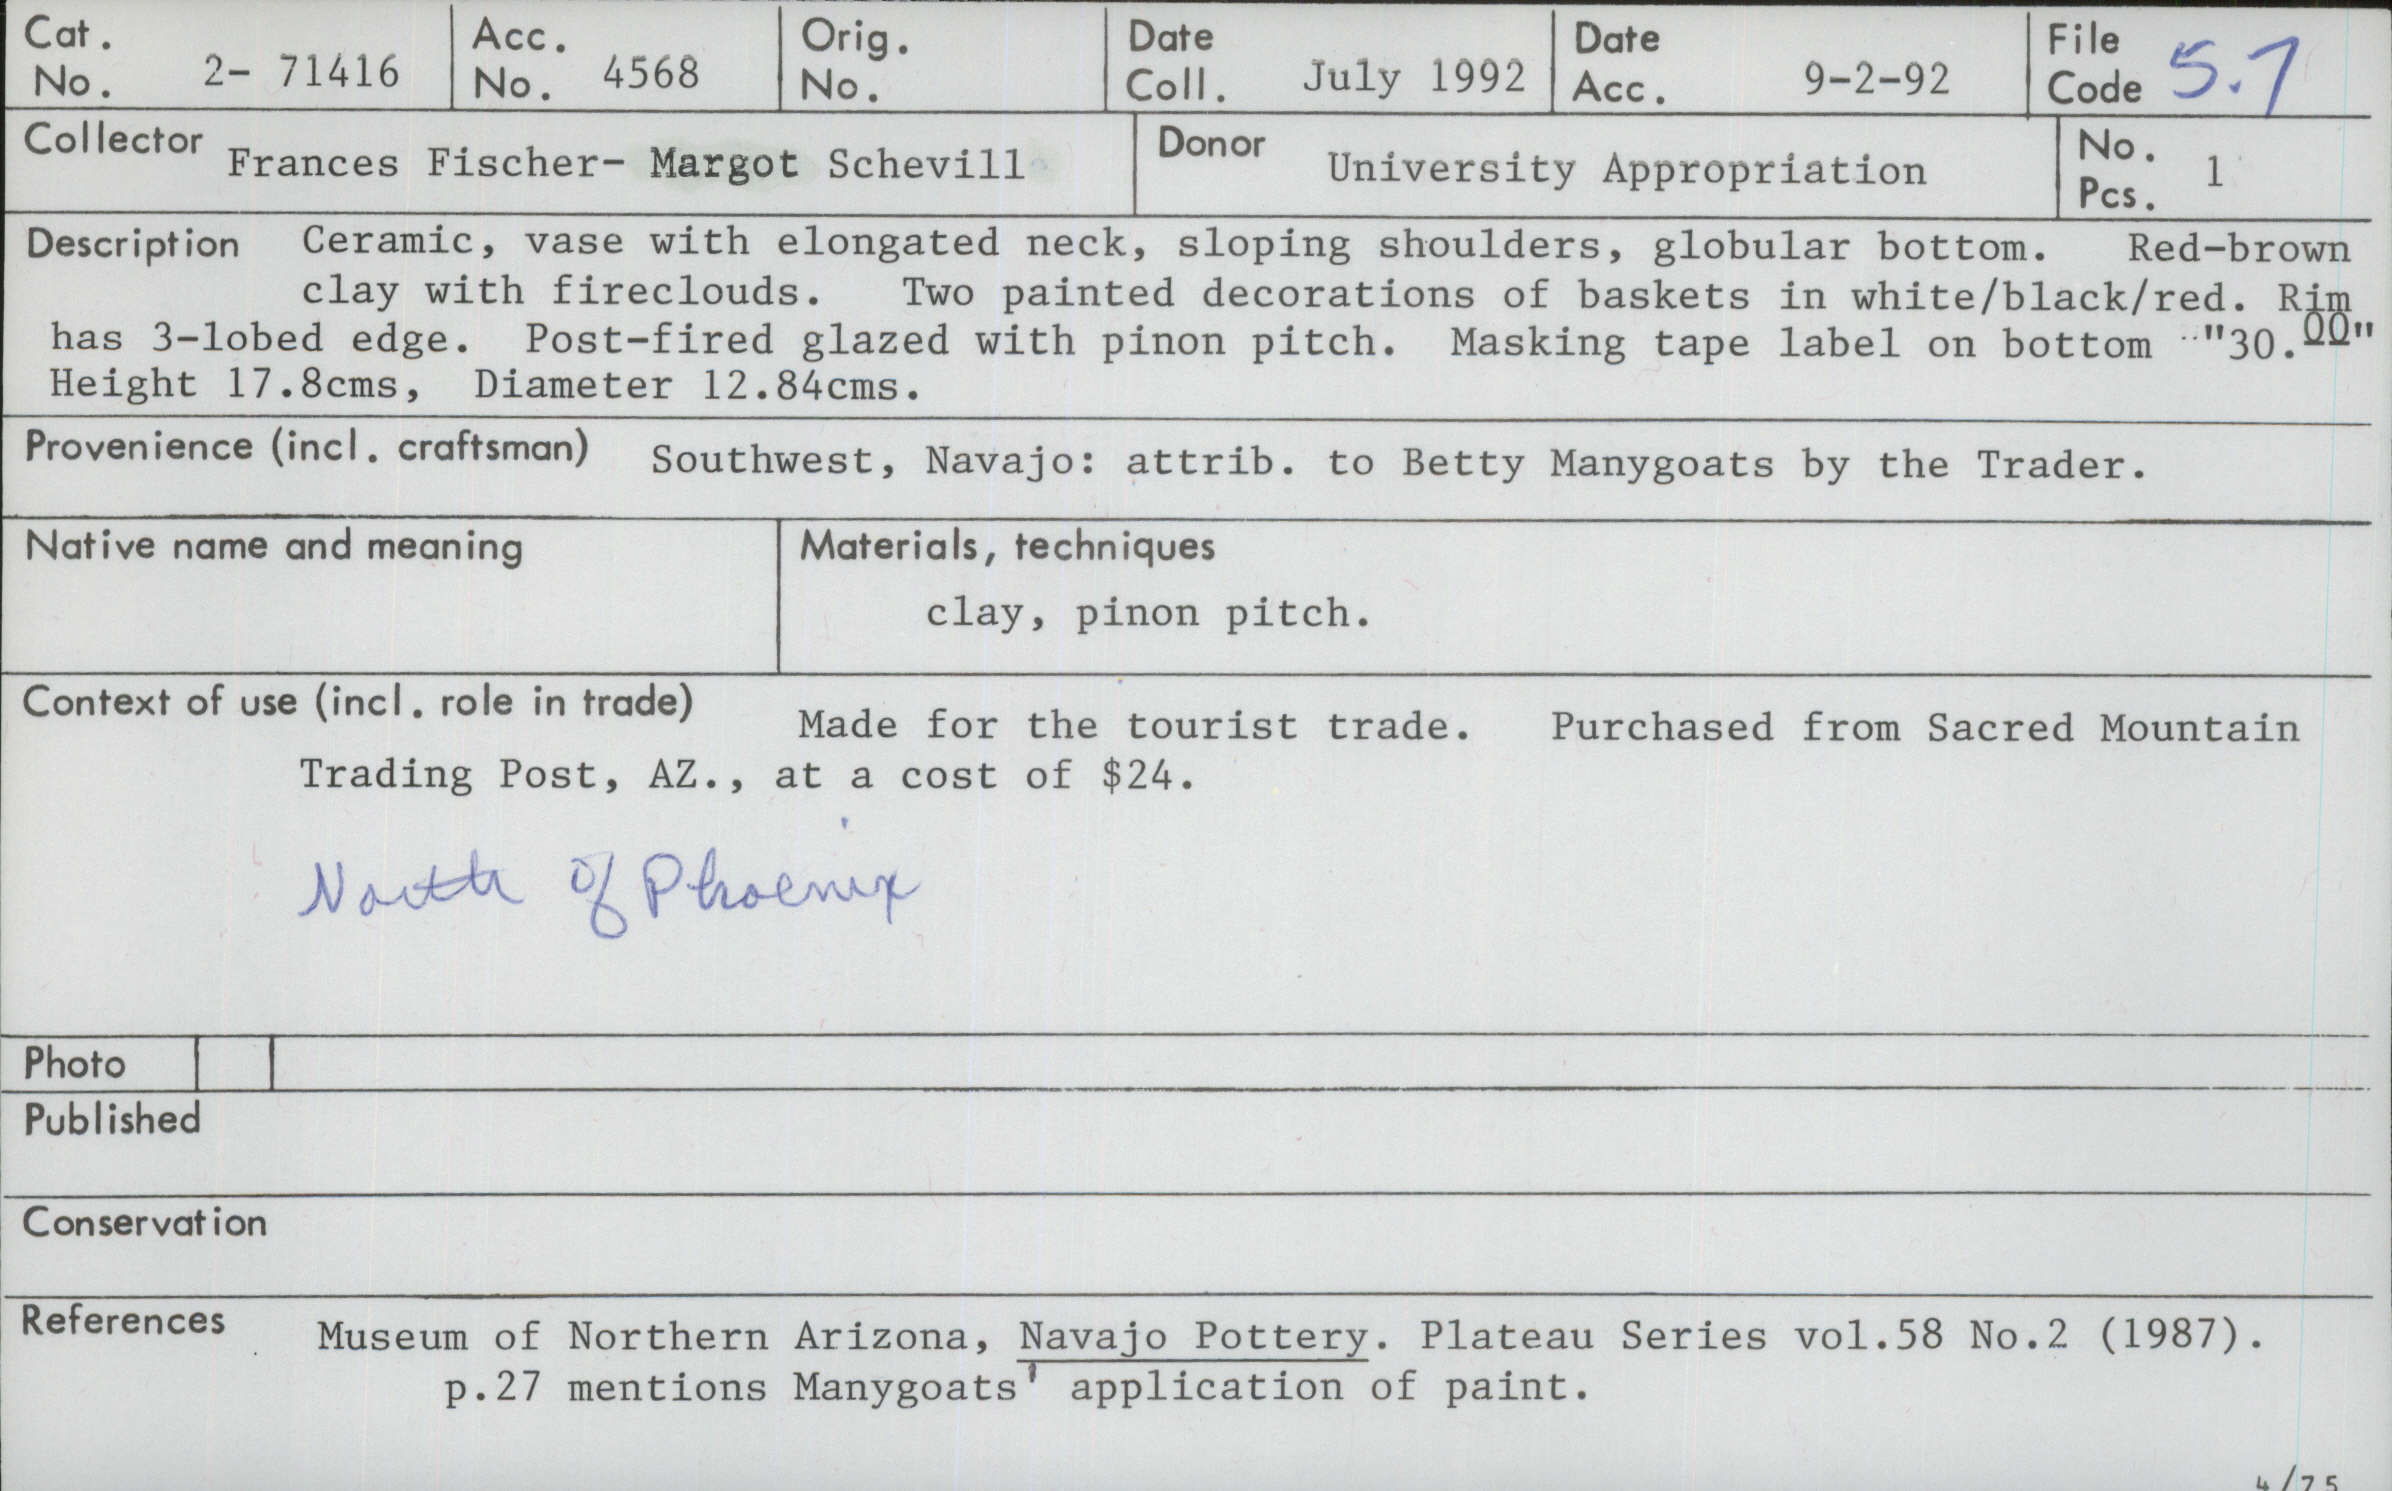 Cat. No. 2- 71416 Acc. No. 4568 Orig. No. Date Coll. July 1992 Date Acc. 9-2-92 File Code 5.7
Collector Frances Fischer- Margot Schevill Donor University Appropriation No. Pcs. 1
Description Ceramic, vase with elongated neck, sloping shoulders, globular bottom. Red-brown
clay with fireclouds. Two painted decorations of baskets in white/black/red. Rim
has 3-lobed edge. Post-fired glazed with pinon pitch. Masking tape label on bottom "30.00"
Height 17.8cms, Diameter 12.84cms.
Provenience (incl. craftsman) Southwest, Navajo: attrib. to Betty Manygoats by the Trader.
Native name and meaning Materials, techniques
clay, pinon pitch.
Context of use (incl. role in trade) Made for the tourist trade. Purchased from Sacred Mountain
Trading Post, AZ., at a cost of $24.
North of Phoenix
Photo
Published
Conservation
References Museum of Northern Arizona, Navajo Pottery. Plateau Series vol.58 No.2 (1987).
p.27 mentions Manygoats' application of paint.
4/75